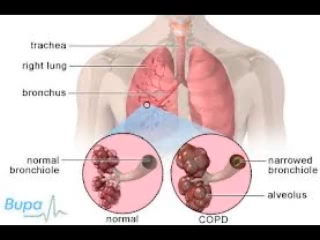 trachea
right lung
bronchus
normal
bronchiole
narrowed
bronchiole
alveolus
Bupa
normal
COPD